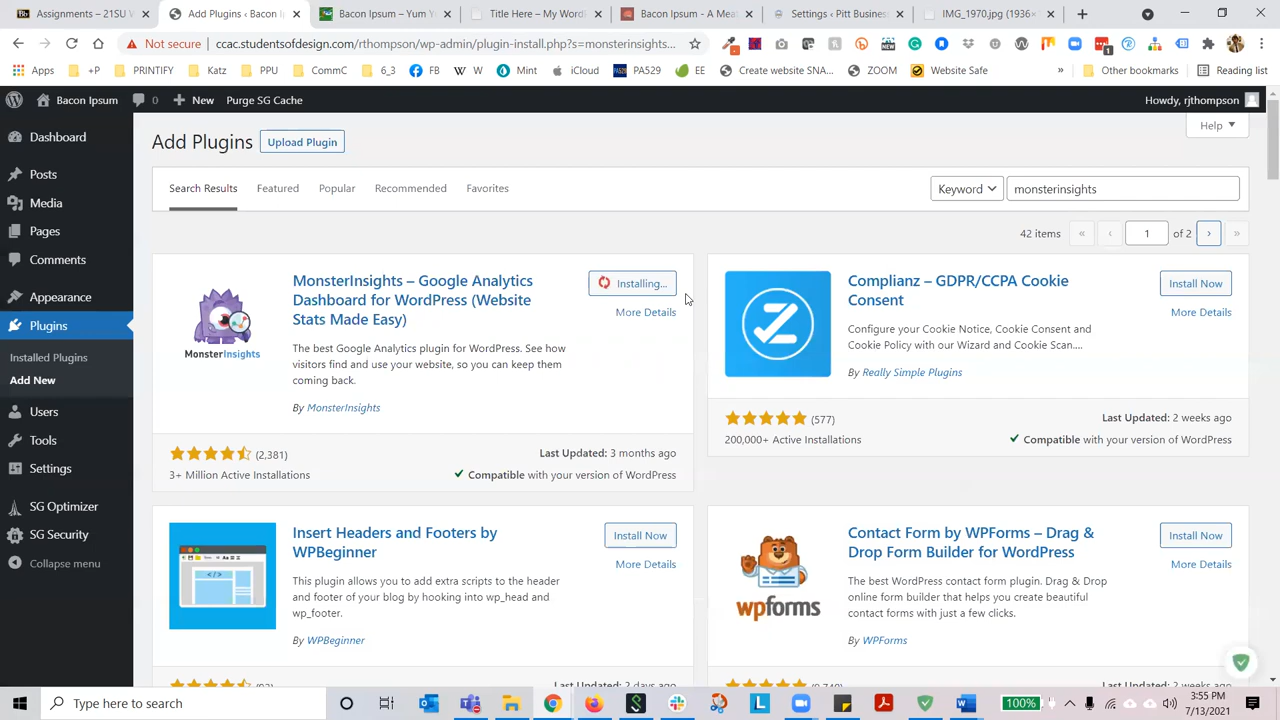 Assignments – 21SU W
Add Plugins ‹ Bacon Ip
Bacon Ipsum – Yum Y
Title Here – My WordP
Bacon Ipsum - A Mea
Settings ‹ Pitt Business
IMG_1970.jpg (1936×
Not secure
ccac.studentsofdesign.com/rthompson/wp-admin/plugin-install.php?s=monsterinsights...
Apps
+P
PRINTIFY
Katz
PPU
CommC
6_3
FB
W
Mint
iCloud
PA529
EE
Create website SNA...
ZOOM
Website Safe
»
Other bookmarks
Reading list
Bacon Ipsum
0
New
Purge SG Cache
Howdy, rjthompson
Dashboard
Posts
Media
Pages
Comments
Appearance
Plugins
Installed Plugins
Add New
Users
Tools
Settings
SG Optimizer
SG Security
Collapse menu
Add Plugins
Upload Plugin
Help
Search Results
Featured
Popular
Recommended
Favorites
Keyword
monsterinsights
42 items
«
‹
1
of 2
›
»
MonsterInsights
MonsterInsights – Google Analytics
Dashboard for WordPress (Website
Stats Made Easy)
Installing...
More Details
The best Google Analytics plugin for WordPress. See how
visitors find and use your website, so you can keep them
coming back.
By MonsterInsights
(2,381)
3+ Million Active Installations
Last Updated: 3 months ago
Compatible with your version of WordPress
Complianz – GDPR/CCPA Cookie
Consent
Install Now
More Details
Configure your Cookie Notice, Cookie Consent and
Cookie Policy with our Wizard and Cookie Scan....
By Really Simple Plugins
(577)
200,000+ Active Installations
Last Updated: 2 weeks ago
Compatible with your version of WordPress
Insert Headers and Footers by
WPBeginner
Install Now
More Details
This plugin allows you to add extra scripts to the header
and footer of your blog by hooking into wp_head and
wp_footer.
By WPBeginner
wpforms
Contact Form by WPForms – Drag &
Drop Form Builder for WordPress
Install Now
More Details
The best WordPress contact form plugin. Drag & Drop
online form builder that helps you create beautiful
contact forms with just a few clicks.
By WPForms
Type here to search
100%
3:55 PM
7/13/2021